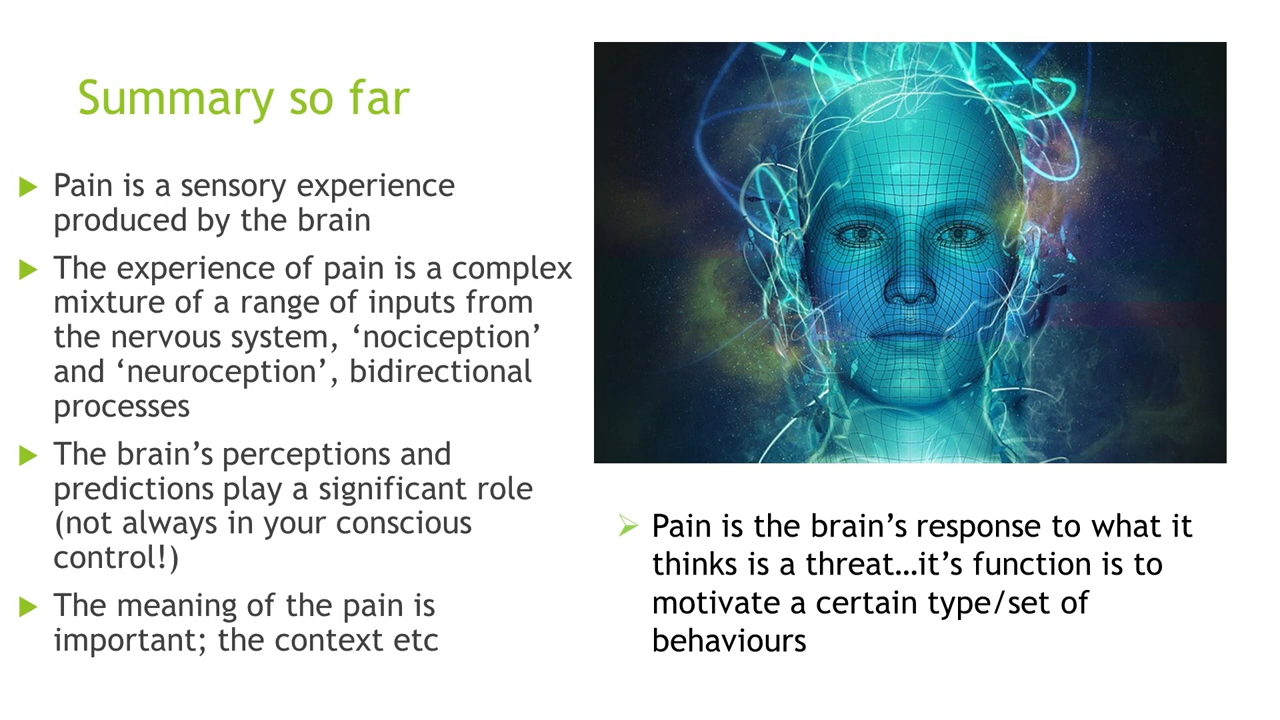 Summary so far
Pain is a sensory experience
produced by the brain
The experience of pain is a complex
mixture of a range of inputs from
the nervous system, ‘nociception’
and ‘neuroception’, bidirectional
processes
The brain’s perceptions and
predictions play a significant role
(not always in your conscious
control!)
The meaning of the pain is
important; the context etc
Pain is the brain’s response to what it
thinks is a threat…it’s function is to
motivate a certain type/set of
behaviours